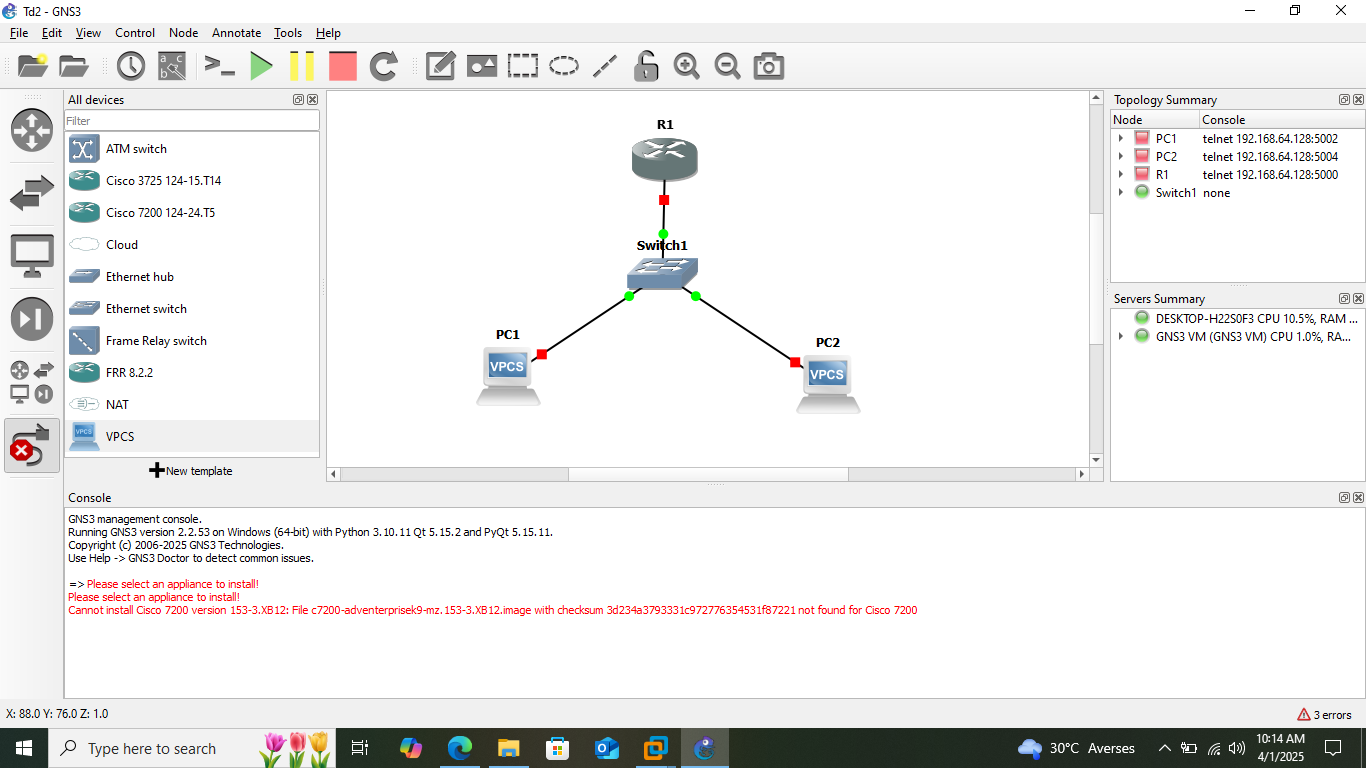 Td2 - GNS3
File Edit View Control Node Annotate Tools Help
All devices
Filter
ATM switch
Cisco 3725 124-15.T14
Cisco 7200 124-24.T5
Cloud
Ethernet hub
Ethernet switch
Frame Relay switch
FRR 8.2.2
NAT
VPCS
VPCS
New template
R1
Switch1
PC1
VPCS
PC2
VPCS
Topology Summary
Node Console
PC1 telnet 192.168.64.128:5002
PC2 telnet 192.168.64.128:5004
R1 telnet 192.168.64.128:5000
Switch1 none
Servers Summary
DESKTOP-H22S0F3 CPU 10.5%, RAM ...
GNS3 VM (GNS3 VM) CPU 1.0%, RA...
Console
GNS3 management console.
Running GNS3 version 2.2.53 on Windows (64-bit) with Python 3.10.11 Qt 5.15.2 and PyQt 5.15.11.
Copyright (c) 2006-2025 GNS3 Technologies.
Use Help -> GNS3 Doctor to detect common issues.
=> Please select an appliance to install!
Please select an appliance to install!
Cannot install Cisco 7200 version 153-3.XB12: File c7200-adventerprisek9-mz.153-3.XB12.image with checksum 3d234a3793331c972776354531f87221 not found for Cisco 7200
X: 88.0 Y: 76.0 Z: 1.0
3 errors
Type here to search
30°C Averses
10:14 AM
4/1/2025